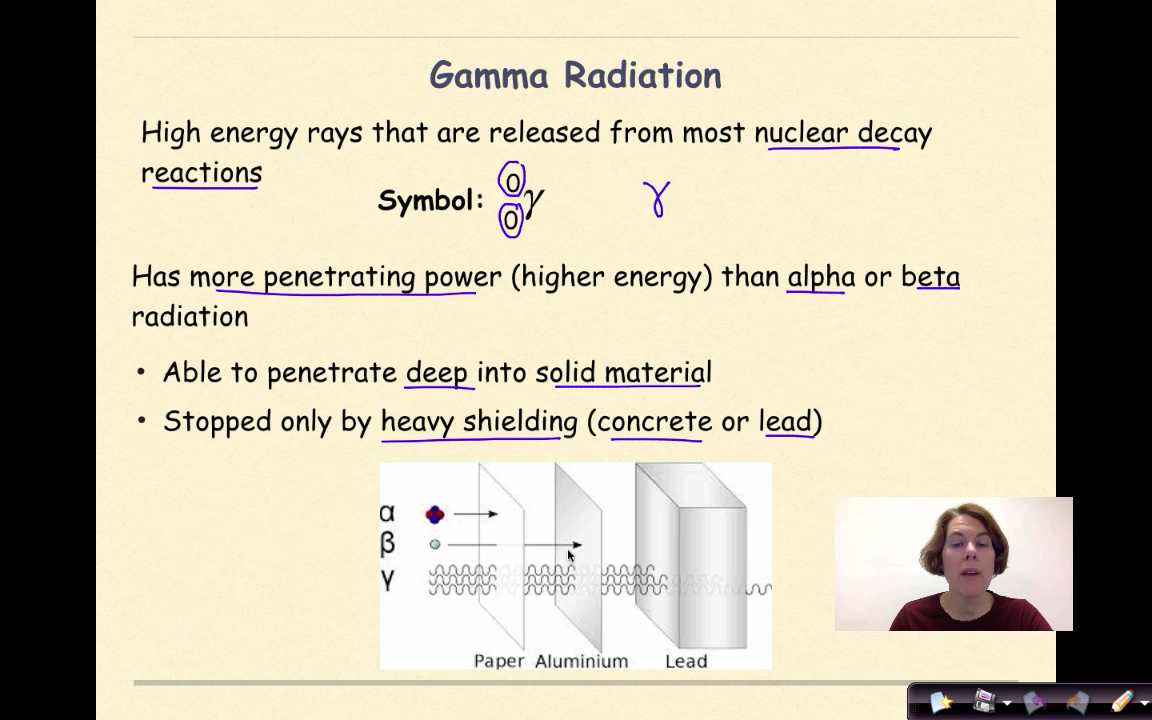 Gamma Radiation
High energy rays that are released from most nuclear decay
reactions
Symbol: 0 0 γ γ
Has more penetrating power (higher energy) than alpha or beta
radiation
• Able to penetrate deep into solid material
• Stopped only by heavy shielding (concrete or lead)
α
β
γ
Paper Aluminium Lead